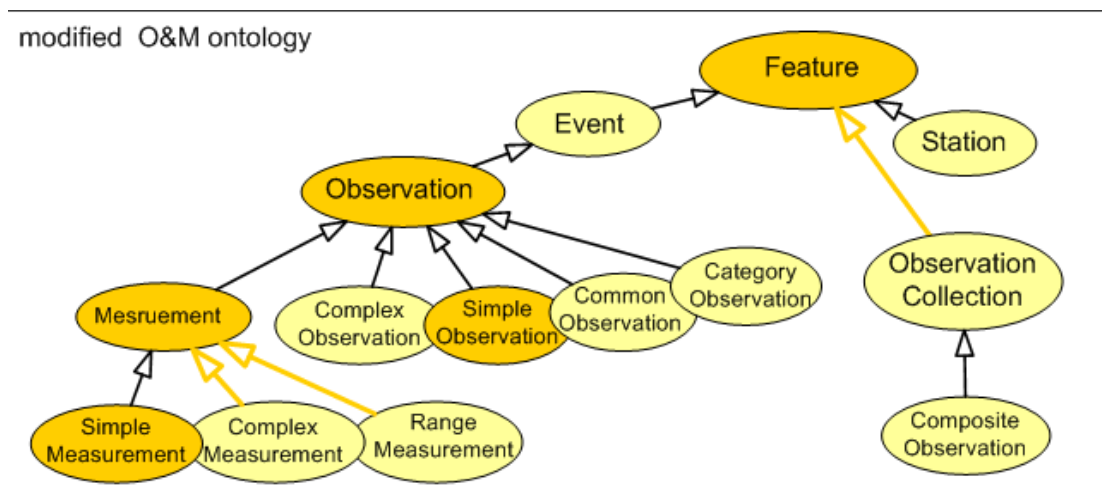 modified O&M ontology
Feature
Event
Station
Observation
Observation
Collection
Category
Observation
Common
Observation
Simple
Observation
Complex
Observation
Mesruement
Simple
Measurement
Complex
Measurement
Range
Measurement
Composite
Observation